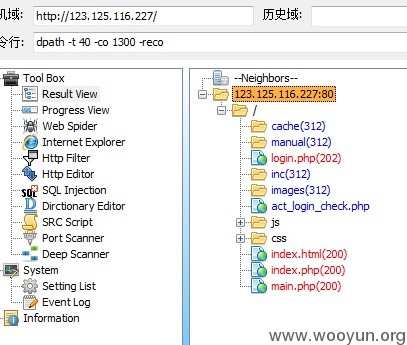 机域: http://123.125.116.227/ 历史域:
令行: dpath -t 40 -co 1300 -reco
Tool Box
Result View
Progress View
Web Spider
Internet Explorer
Http Filter
Http Editor
SQL SQL Injection
Dirctionary Editor
SRC Script
Port Scanner
Deep Scanner
System
Setting List
Event Log
Information
--Neighbors--
123.125.116.227:80
/
cache(312)
manual(312)
login.php(202)
inc(312)
images(312)
act_login_check.php
js
css
index.html(200)
index.php(200)
main.php(200)
www.wooyun.org